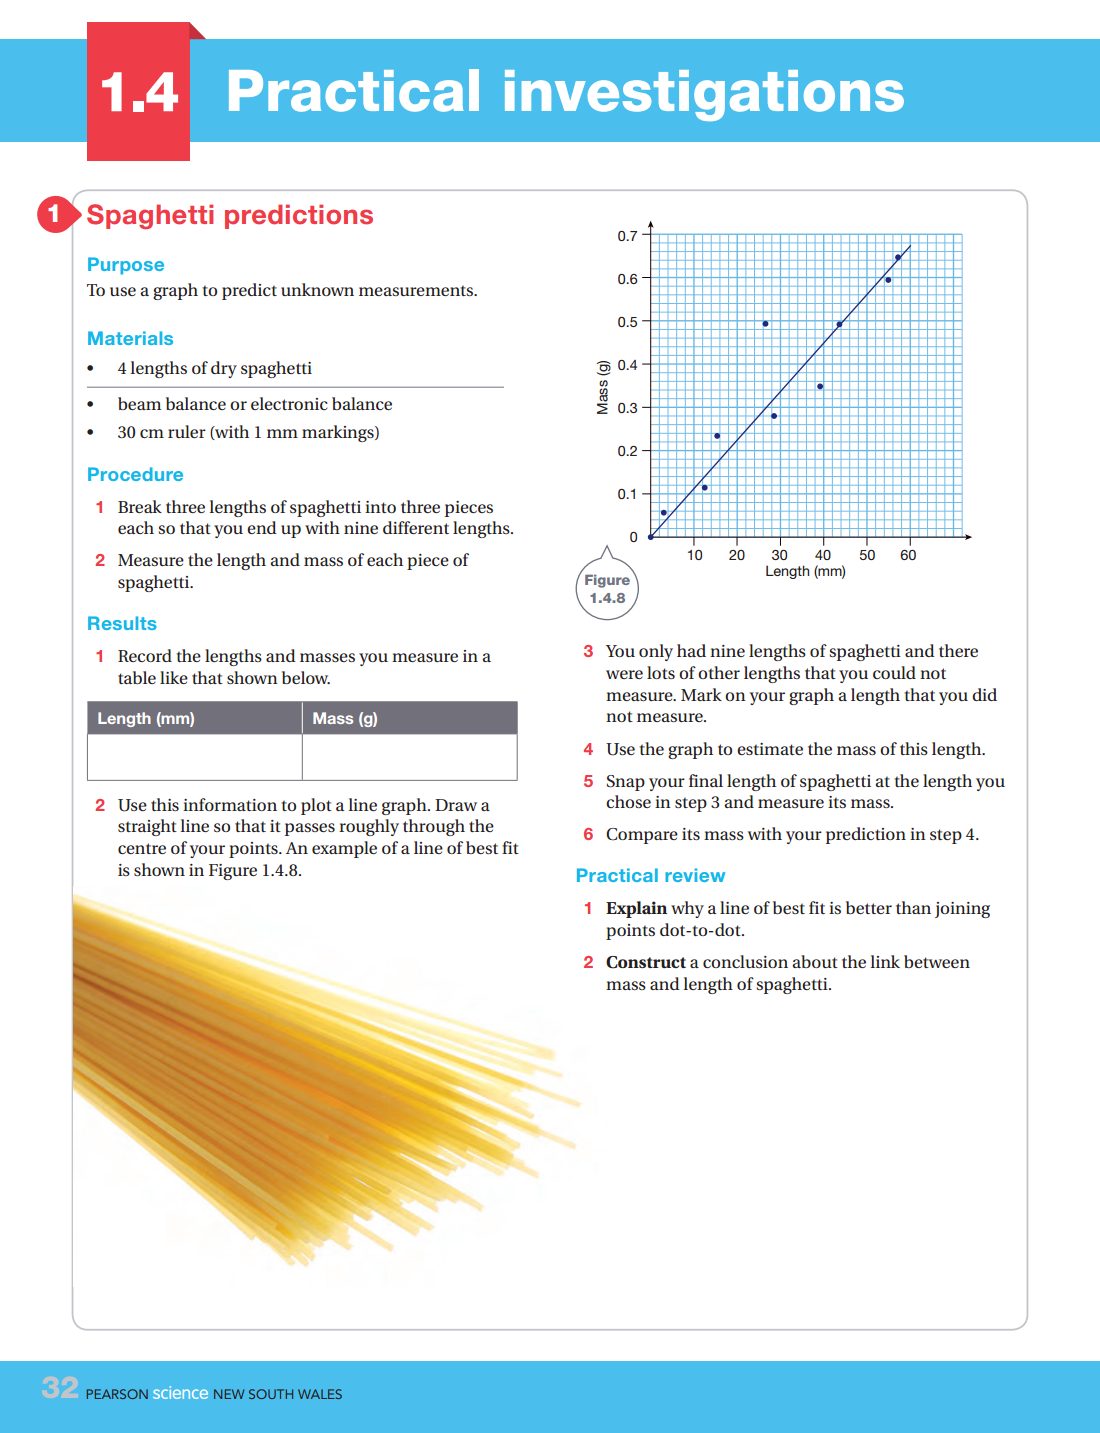 1.4
Practical investigations
1
Spaghetti predictions
Purpose
To use a graph to predict unknown measurements.
Materials
• 4 lengths of dry spaghetti
• beam balance or electronic balance
• 30 cm ruler (with 1 mm markings)
Procedure
1 Break three lengths of spaghetti into three pieces
each so that you end up with nine different lengths.
2 Measure the length and mass of each piece of
spaghetti.
Results
1 Record the lengths and masses you measure in a
table like that shown below.
Length (mm) Mass (g)
2 Use this information to plot a line graph. Draw a
straight line so that it passes roughly through the
centre of your points. An example of a line of best fit
is shown in Figure 1.4.8.
0.7
0.6
0.5
0.4
0.3
0.2
0.1
0
Mass (g)
10 20 30 40 50 60
Length (mm)
Figure
1.4.8
3 You only had nine lengths of spaghetti and there
were lots of other lengths that you could not
measure. Mark on your graph a length that you did
not measure.
4 Use the graph to estimate the mass of this length.
5 Snap your final length of spaghetti at the length you
chose in step 3 and measure its mass.
6 Compare its mass with your prediction in step 4.
Practical review
1 Explain why a line of best fit is better than joining
points dot-to-dot.
2 Construct a conclusion about the link between
mass and length of spaghetti.
32 PEARSON science NEW SOUTH WALES